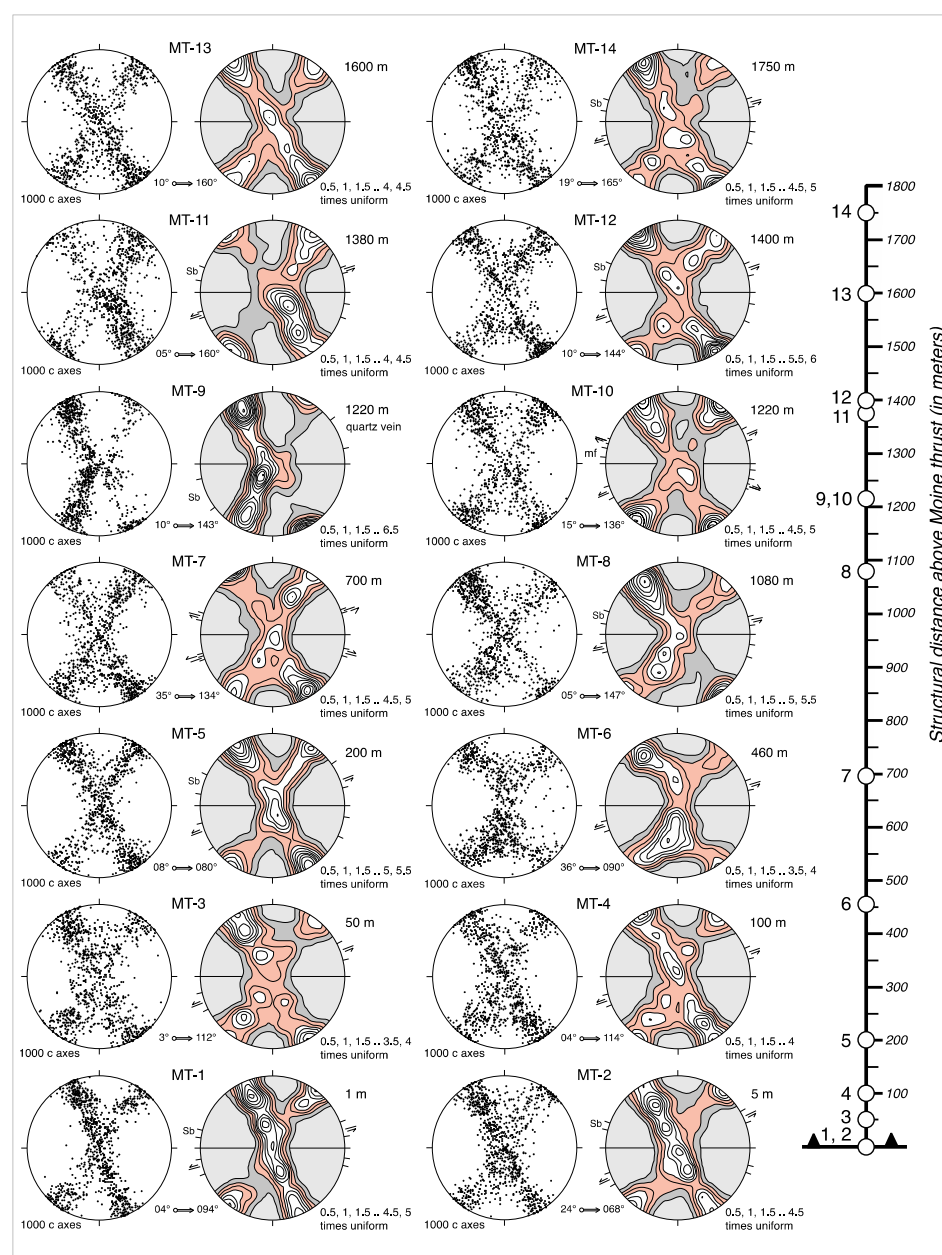 MT-13
1600 m
10° 160°
1000 c axes
0.5, 1, 1.5 .. 4, 4.5
times uniform
MT-14
1750 m
Sb
19° 165°
1000 c axes
0.5, 1, 1.5 .. 4.5, 5
times uniform
MT-11
1380 m
Sb
05° 160°
1000 c axes
0.5, 1, 1.5 .. 4, 4.5
times uniform
MT-12
1400 m
Sb
10° 144°
1000 c axes
0.5, 1, 1.5 .. 5.5, 6
times uniform
MT-9
1220 m
quartz vein
Sb
10° 143°
1000 c axes
0.5, 1, 1.5 .. 6.5
times uniform
MT-10
1220 m
mf
15° 136°
1000 c axes
0.5, 1, 1.5 .. 4.5, 5
times uniform
MT-7
700 m
35° 134°
1000 c axes
0.5, 1, 1.5 .. 4.5, 5
times uniform
MT-8
1080 m
Sb
05° 147°
1000 c axes
0.5, 1, 1.5 .. 5, 5.5
times uniform
MT-5
200 m
Sb
08° 080°
1000 c axes
0.5, 1, 1.5 .. 5, 5.5
times uniform
MT-6
460 m
36° 090°
1000 c axes
0.5, 1, 1.5 .. 3.5, 4
times uniform
MT-3
50 m
3° 112°
1000 c axes
0.5, 1, 1.5 .. 3.5, 4
times uniform
MT-4
100 m
04° 114°
1000 c axes
0.5, 1, 1.5 .. 4
times uniform
MT-1
1 m
Sb
04° 094°
1000 c axes
0.5, 1, 1.5 .. 4.5, 5
times uniform
MT-2
5 m
Sb
24° 068°
1000 c axes
0.5, 1, 1.5 .. 4.5
times uniform
1800
14
1700
13
1600
1500
12
1400
11
1300
9,10
1200
1100
8
1000
900
800
7
700
600
500
6
400
300
5
200
4
100
3
1, 2
Structural distance above Moine thrust (in meters)